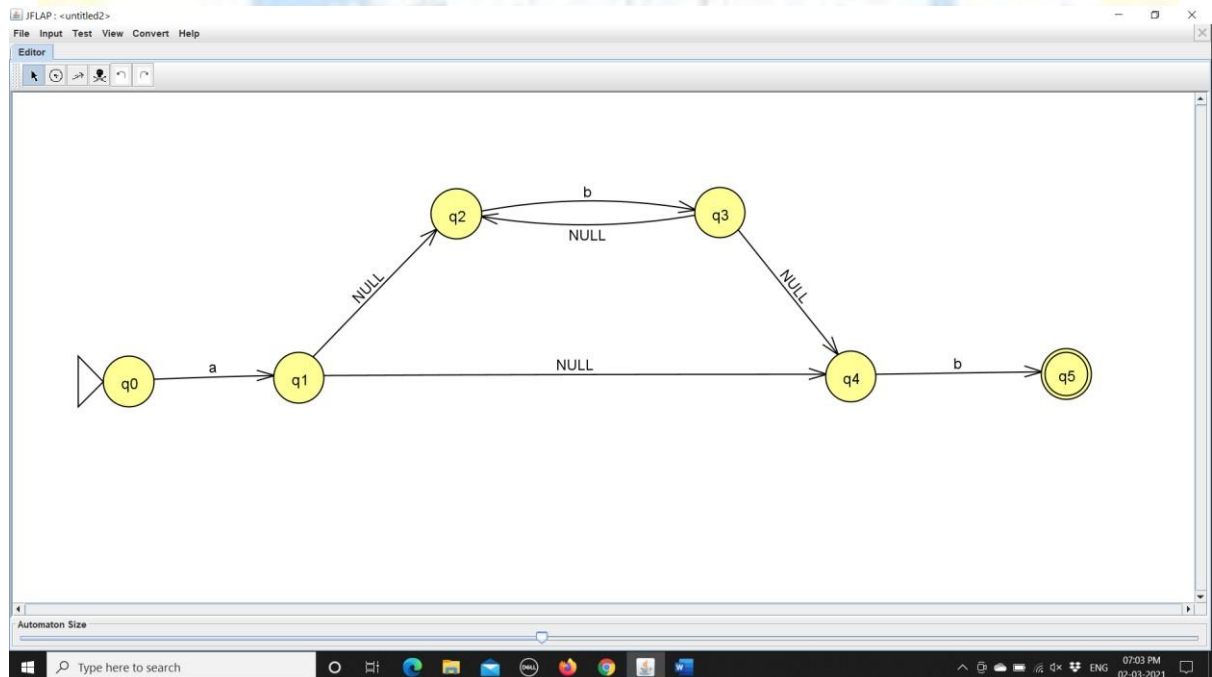 JFLAP : <untitled2>
File Input Test View Convert Help
Editor
b
q2
q3
NULL
NULL
NULL
q0
a
q1
NULL
q4
b
q5
Automaton Size
Type here to search
DELL
W
ENG
07:03 PM
02-03-2021